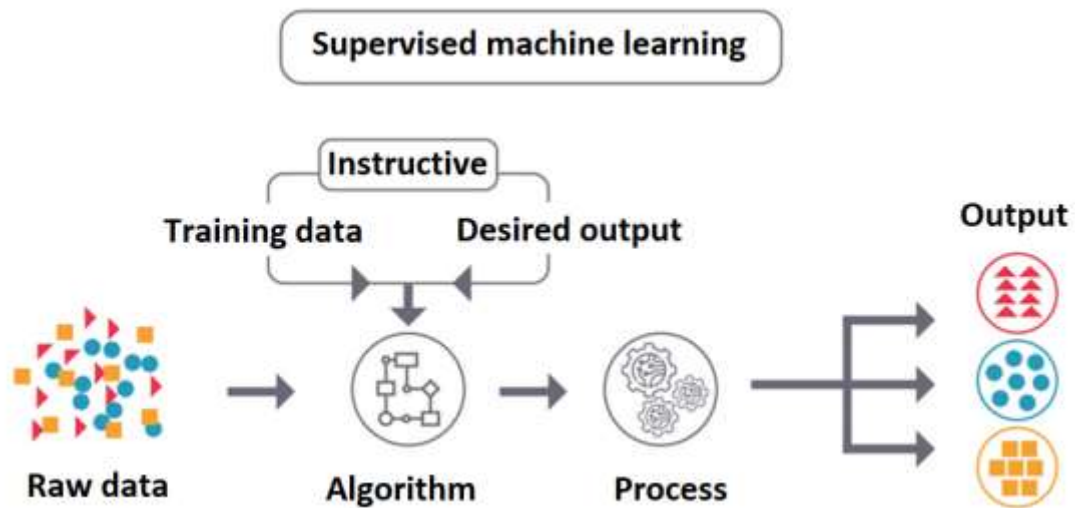 Supervised machine learning
Instructive
Training data
Desired output
Output
Raw data
Algorithm
Process